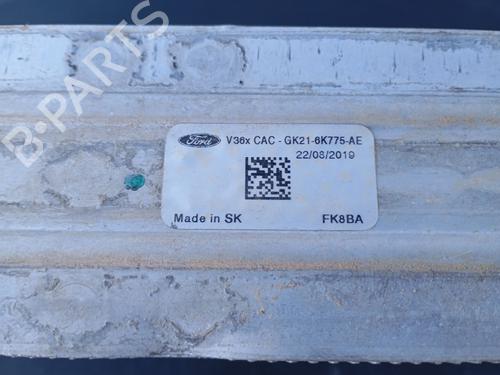 Ford
V36x CAC - GK21-6K775-AE
22/08/2019
Made in SK
FK8BA
B-PARTS